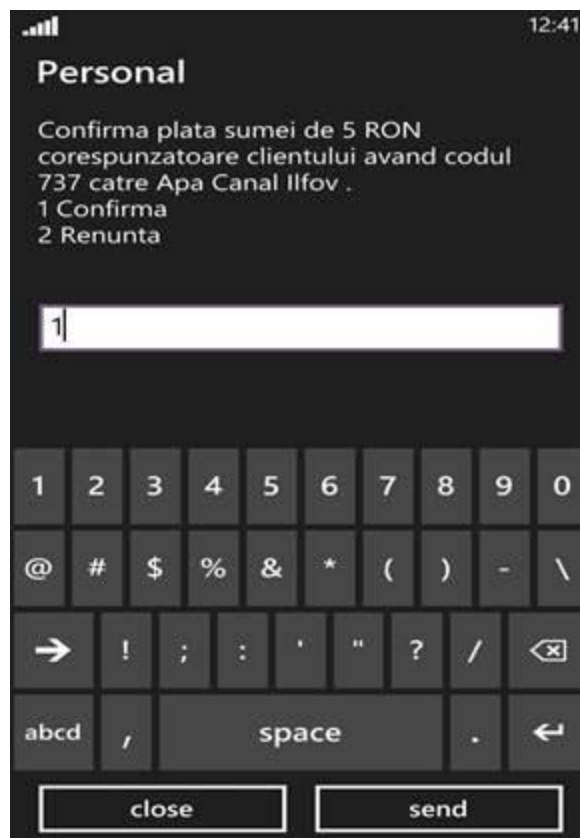 12:41
Personal
Confirma plata sumei de 5 RON
corespunzatoare clientului avand codul
737 catre Apa Canal Ilfov .
1 Confirma
2 Renunta
1
1 2 3 4 5 6 7 8 9 0
@ # $ % & * ( ) - \
→ ! ; : ' " ? /
abcd , space .
close send